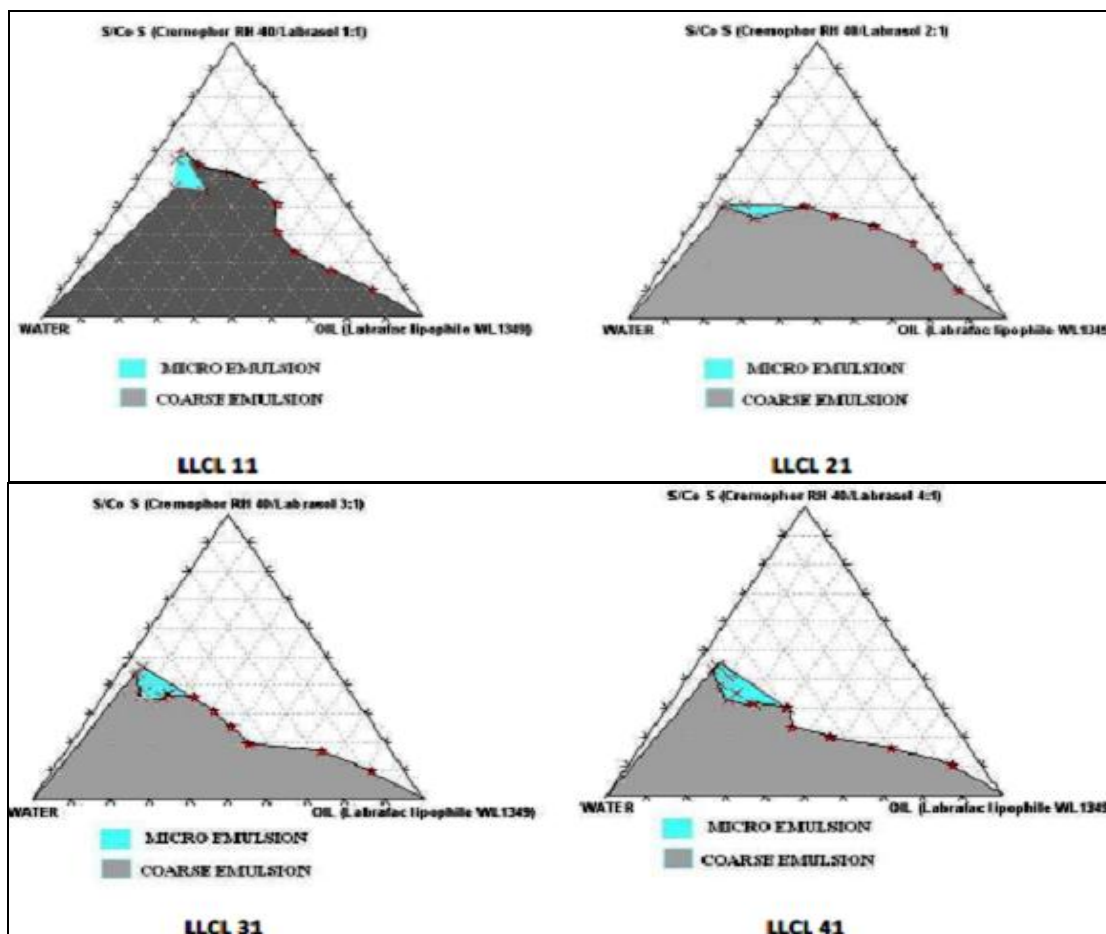 S/Co S (Cremophor RH 40/Labrasol 1:1)
WATER
OIL (Labrafac lipophile WL1349)
MICRO EMULSION
COARSE EMULSION
LLCL 11
S/Co S (Cremophor RH 40/Labrasol 2:1)
WATER
OIL (Labrafac lipophile WL1349
MICRO EMULSION
COARSE EMULSION
LLCL 21
S/Co S (Cremophor RH 40/Labrasol 3:1)
WATER
OIL (Labrafac lipophile WL1349)
MICRO EMULSION
COARSE EMULSION
LLCL 31
S/Co S (Cremophor RH 40/Labrasol 4:1)
WATER
OIL (Labrafac lipophile WL1349
MICRO EMULSION
COARSE EMULSION
LLCL 41